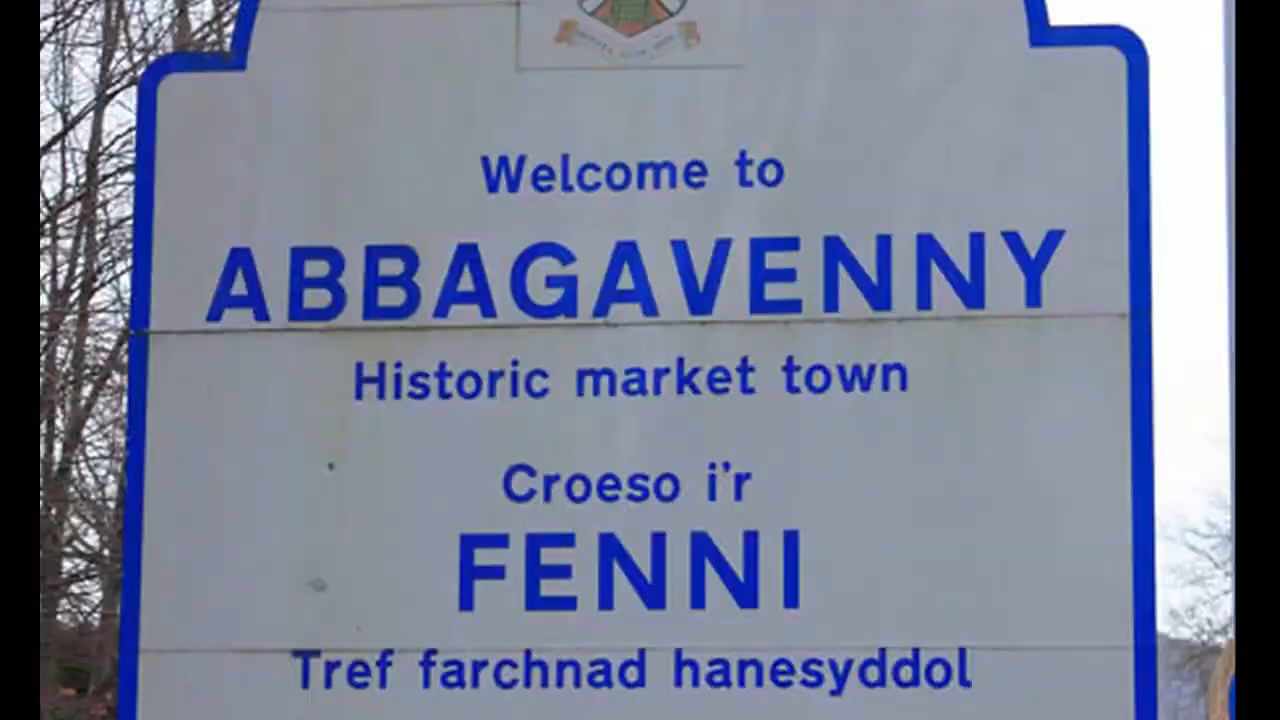 Welcome to
ABBAGAVENNY
Historic market town
Croeso i'r
FENNI
Tref farchnad hanesyddol